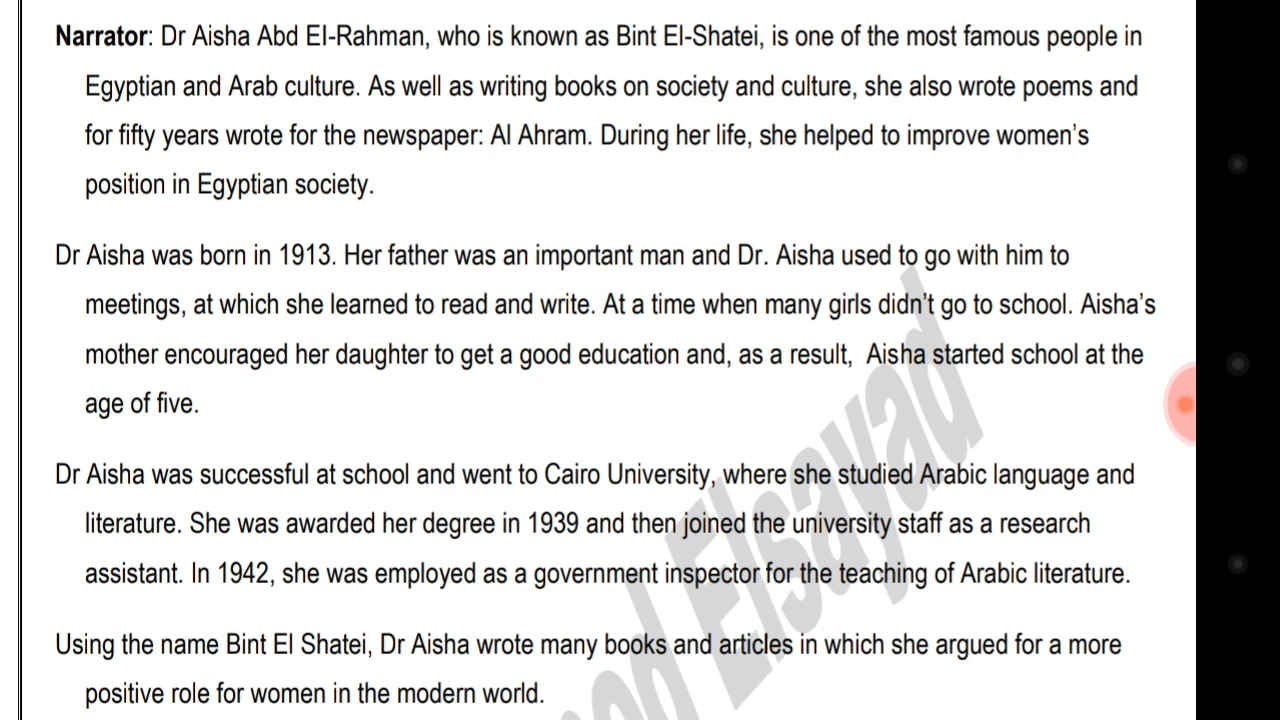 Narrator: Dr Aisha Abd El-Rahman, who is known as Bint El-Shatei, is one of the most famous people in
Egyptian and Arab culture. As well as writing books on society and culture, she also wrote poems and
for fifty years wrote for the newspaper: Al Ahram. During her life, she helped to improve women's
position in Egyptian society.
Dr Aisha was born in 1913. Her father was an important man and Dr. Aisha used to go with him to
meetings, at which she learned to read and write. At a time when many girls didn't go to school. Aisha's
mother encouraged her daughter to get a good education and, as a result, Aisha started school at the
age of five.
Dr Aisha was successful at school and went to Cairo University, where she studied Arabic language and
literature. She was awarded her degree in 1939 and then joined the university staff as a research
assistant. In 1942, she was employed as a government inspector for the teaching of Arabic literature.
Using the name Bint El Shatei, Dr Aisha wrote many books and articles in which she argued for a more
positive role for women in the modern world.
Elsayad